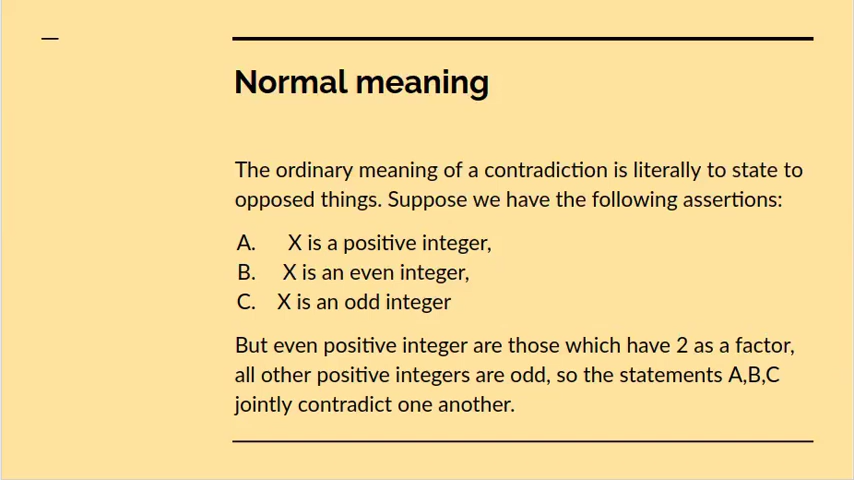 Normal meaning
The ordinary meaning of a contradiction is literally to state to
opposed things. Suppose we have the following assertions:
A. X is a positive integer,
B. X is an even integer,
C. X is an odd integer
But even positive integer are those which have 2 as a factor,
all other positive integers are odd, so the statements A,B,C
jointly contradict one another.